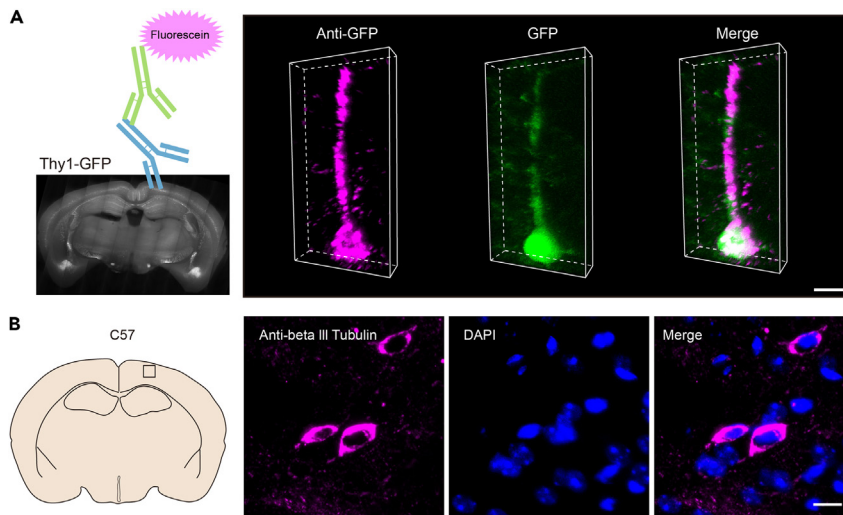 A
Fluorescein
Thy1-GFP
Anti-GFP
GFP
Merge
B
C57
Anti-beta III Tubulin
DAPI
Merge